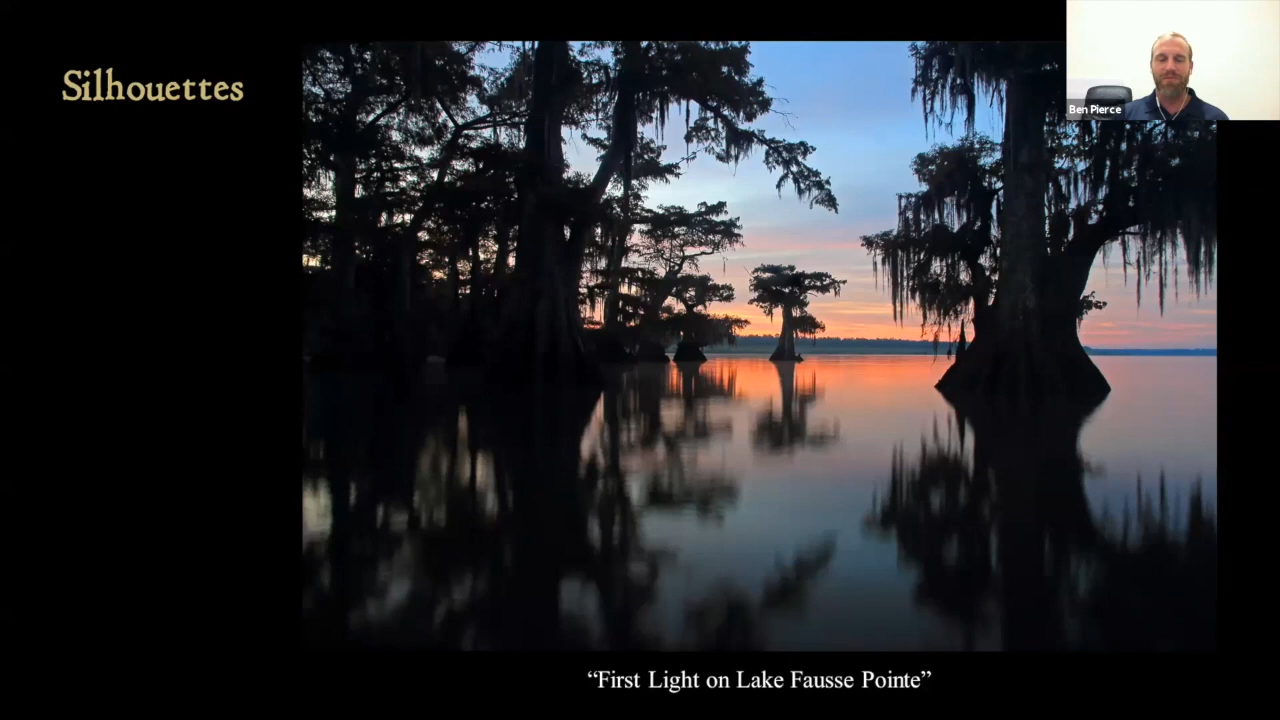 Silhouettes
Ben Pierce
“First Light on Lake Fausse Pointe”